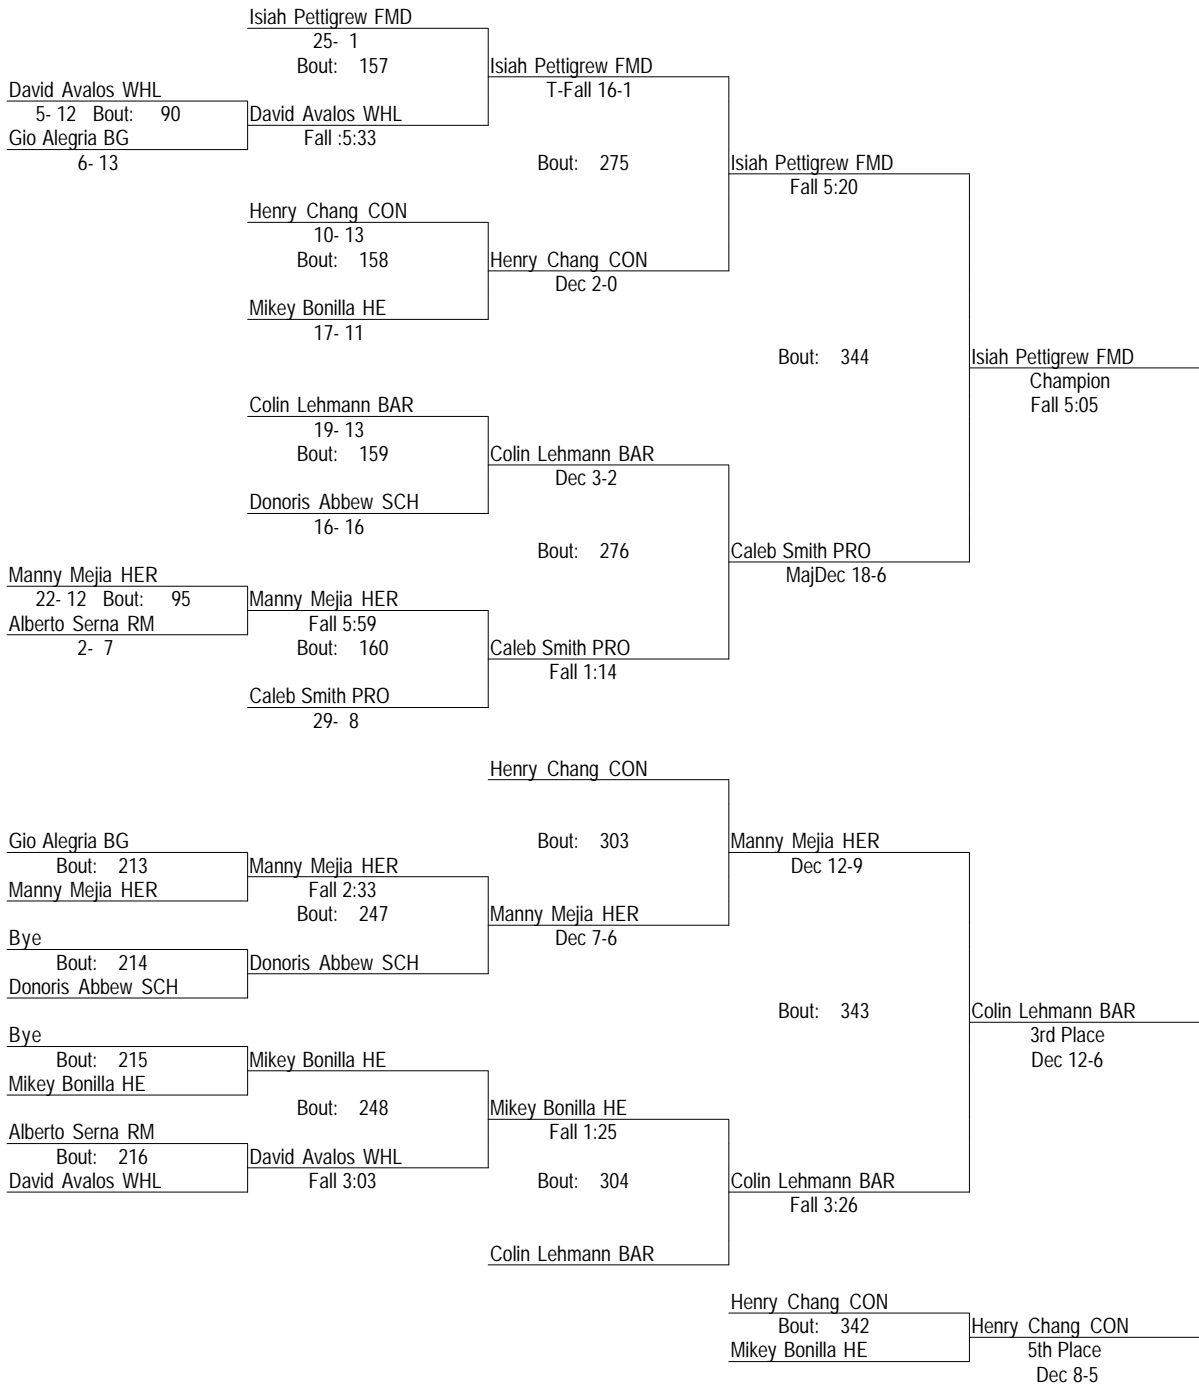 Isiah Pettigrew FMD
25- 1
Bout: 157
Isiah Pettigrew FMD
T-Fall 16-1
David Avalos WHL
5- 12 Bout: 90
David Avalos WHL
Fall :5:33
Gio Alegria BG
6- 13
Bout: 275
Isiah Pettigrew FMD
Fall 5:20
Henry Chang CON
10- 13
Bout: 158
Henry Chang CON
Dec 2-0
Mikey Bonilla HE
17- 11
Bout: 344
Isiah Pettigrew FMD
Champion
Fall 5:05
Colin Lehmann BAR
19- 13
Bout: 159
Colin Lehmann BAR
Dec 3-2
Donoris Abbew SCH
16- 16
Bout: 276
Caleb Smith PRO
MajDec 18-6
Manny Mejia HER
22- 12 Bout: 95
Manny Mejia HER
Alberto Serna RM
Fall 5:59
2- 7
Bout: 160
Caleb Smith PRO
Fall 1:14
Caleb Smith PRO
29- 8
Henry Chang CON
Gio Alegria BG
Bout: 303
Manny Mejia HER
Bout: 213
Manny Mejia HER
Dec 12-9
Manny Mejia HER
Fall 2:33
Bout: 247
Manny Mejia HER
Dec 7-6
Bye
Bout: 214
Donoris Abbew SCH
Donoris Abbew SCH
Bout: 343
Colin Lehmann BAR
3rd Place
Dec 12-6
Bye
Bout: 215
Mikey Bonilla HE
Mikey Bonilla HE
Bout: 248
Mikey Bonilla HE
Fall 1:25
Alberto Serna RM
Bout: 216
David Avalos WHL
David Avalos WHL
Fall 3:03
Bout: 304
Colin Lehmann BAR
Fall 3:26
Colin Lehmann BAR
Henry Chang CON
Bout: 342
Henry Chang CON
Mikey Bonilla HE
5th Place
Dec 8-5